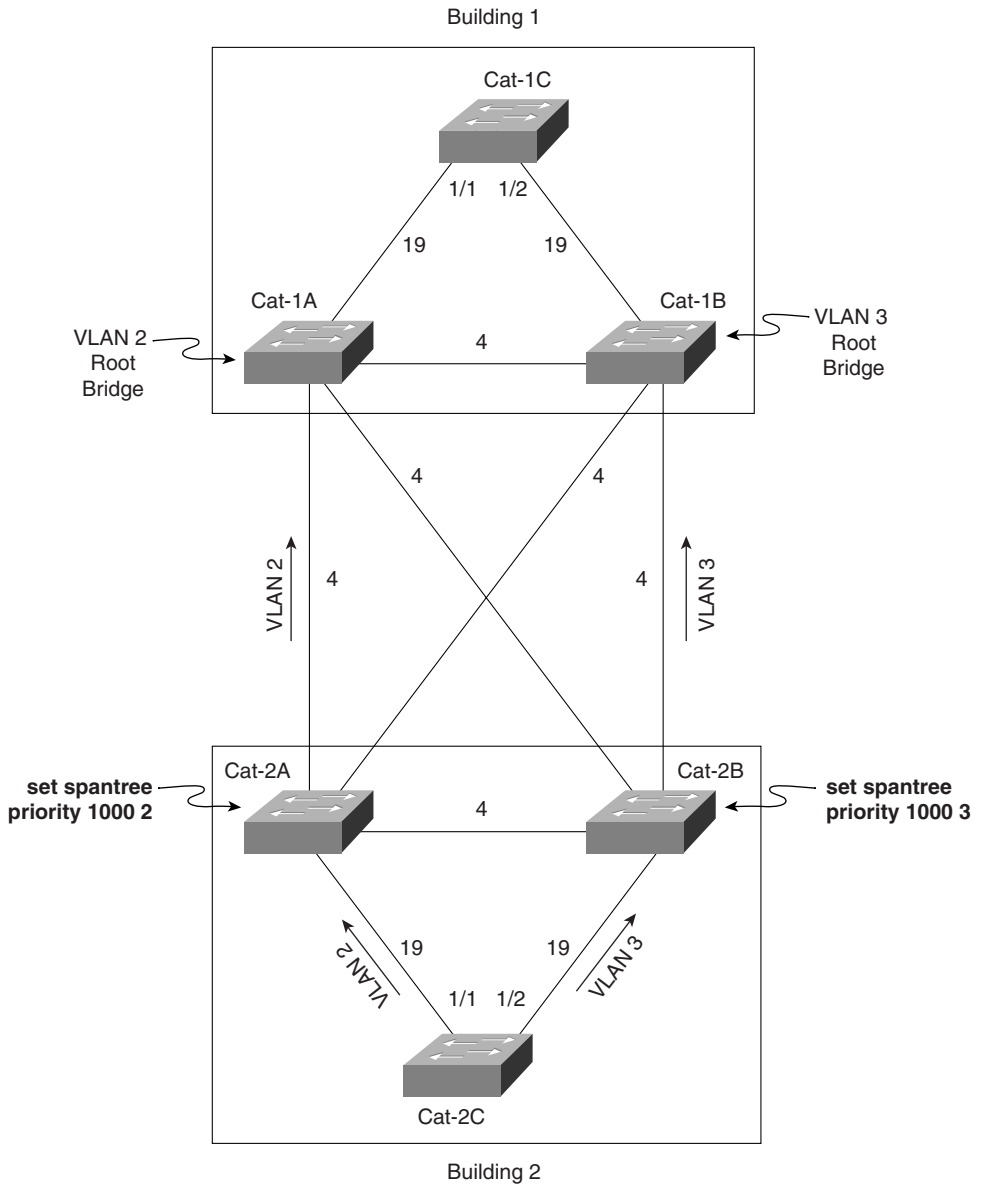 Building 1
Cat-1C
1/1 1/2
19 19
Cat-1A
Cat-1B
VLAN 2
Root
Bridge
4
VLAN 3
Root
Bridge
4 4
VLAN 2
4
4
VLAN 3
Cat-2A
Cat-2B
set spantree
priority 1000 2
4
set spantree
priority 1000 3
VLAN 2
19
19
VLAN 3
1/1 1/2
Cat-2C
Building 2